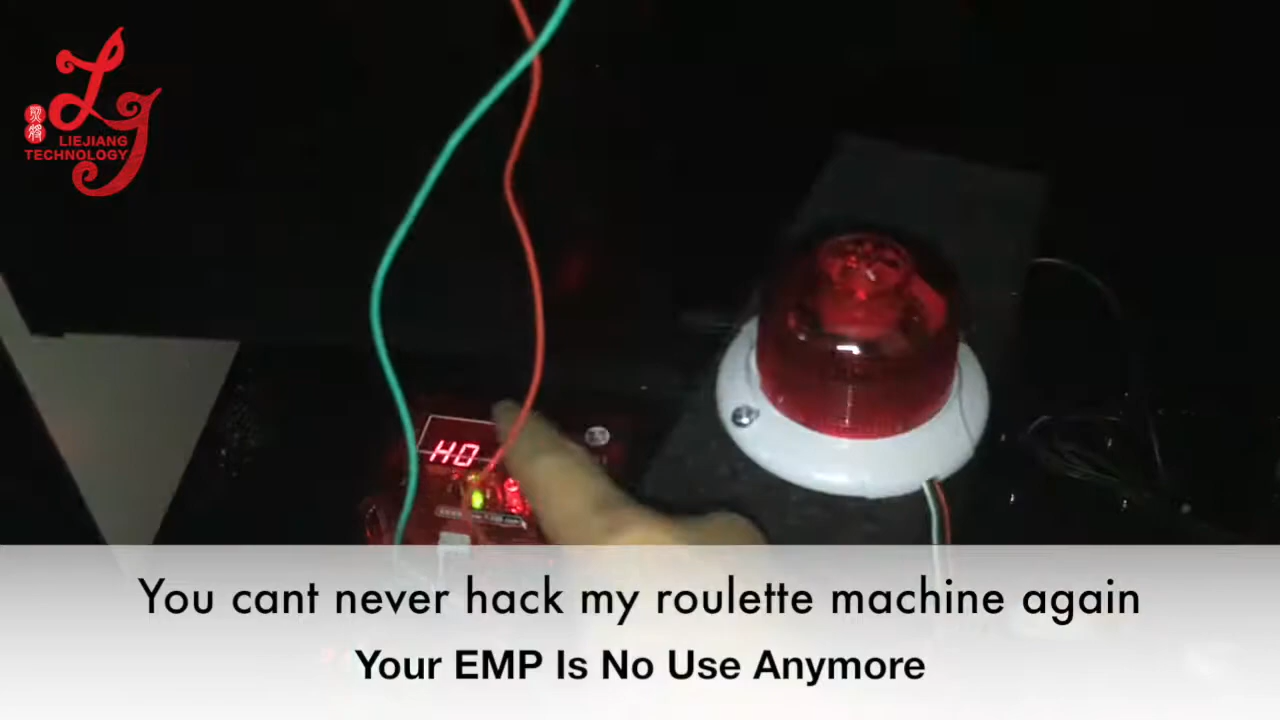 LIEJIANG
TECHNOLOGY
H0
You cant never hack my roulette machine again
Your EMP Is No Use Anymore